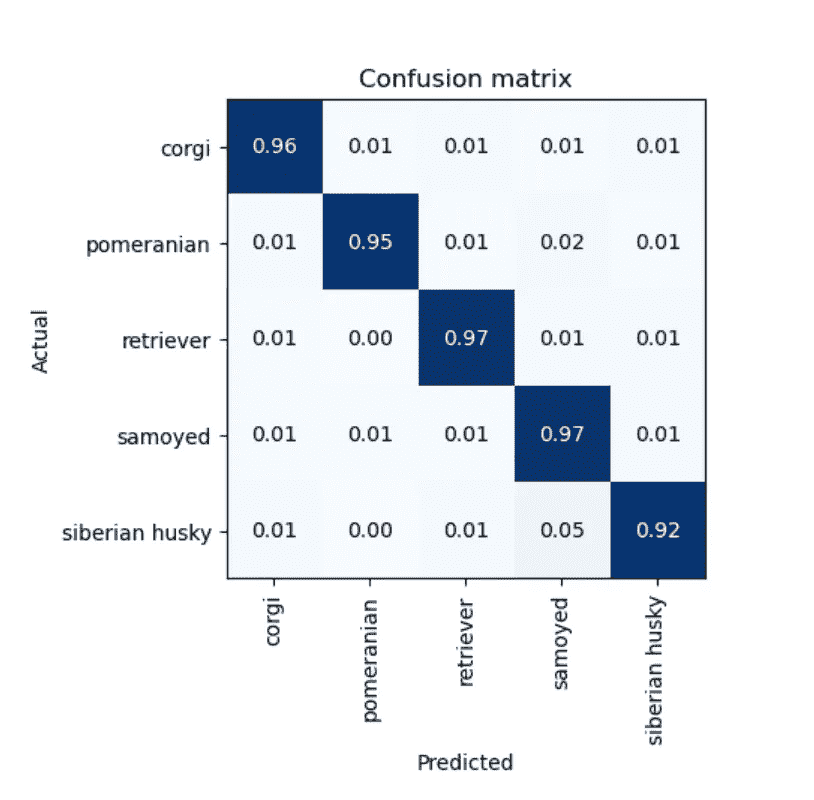 Confusion matrix
corgi 0.96 0.01 0.01 0.01 0.01
pomeranian 0.01 0.95 0.01 0.02 0.01
retriever 0.01 0.00 0.97 0.01 0.01
samoyed 0.01 0.01 0.01 0.97 0.01
siberian husky 0.01 0.00 0.01 0.05 0.92
Actual
corgi pomeranian retriever samoyed siberian husky
Predicted